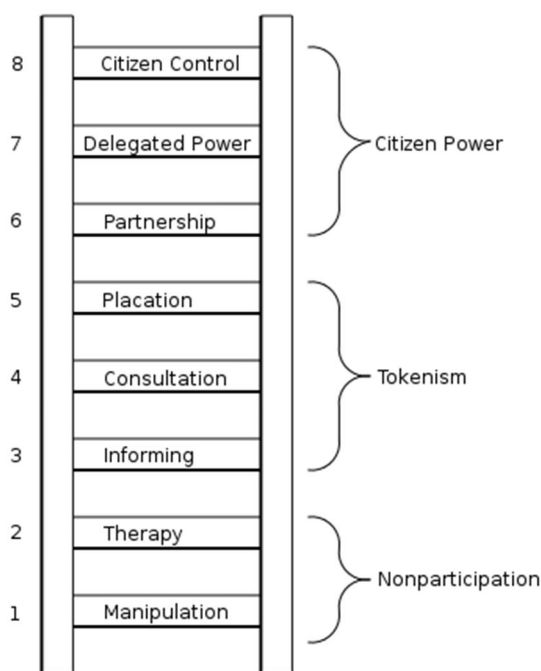 8 Citizen Control
7 Delegated Power Citizen Power
6 Partnership
5 Placation
4 Consultation Tokenism
3 Informing
2 Therapy
Nonparticipation
1 Manipulation